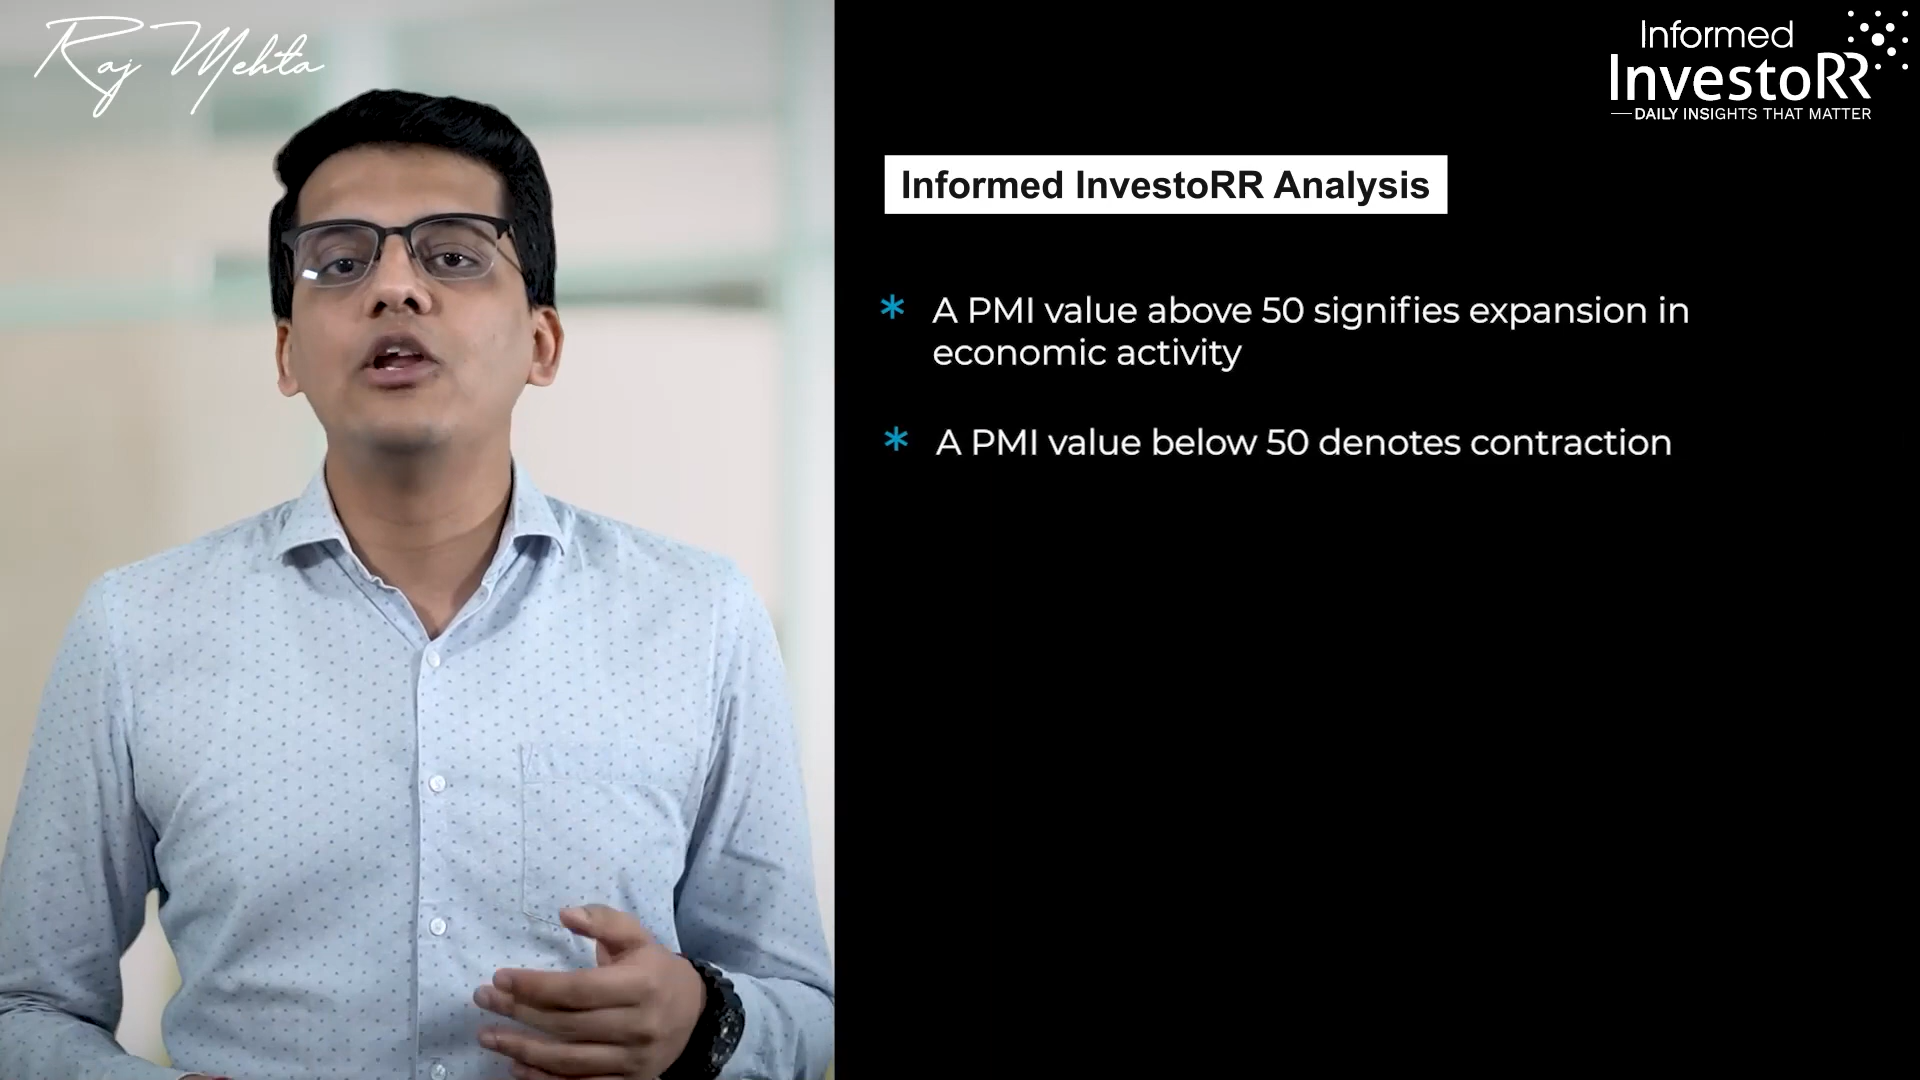 Raj Mehta
Informed
InvestoRR
DAILY INSIGHTS THAT MATTER
Informed InvestoRR Analysis
* A PMI value above 50 signifies expansion in
economic activity
* A PMI value below 50 denotes contraction